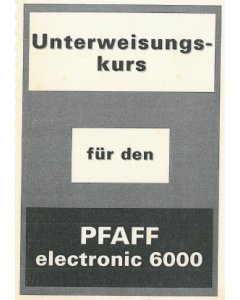 Unterweisungs-
kurs
für den
PFAFF
electronic 6000